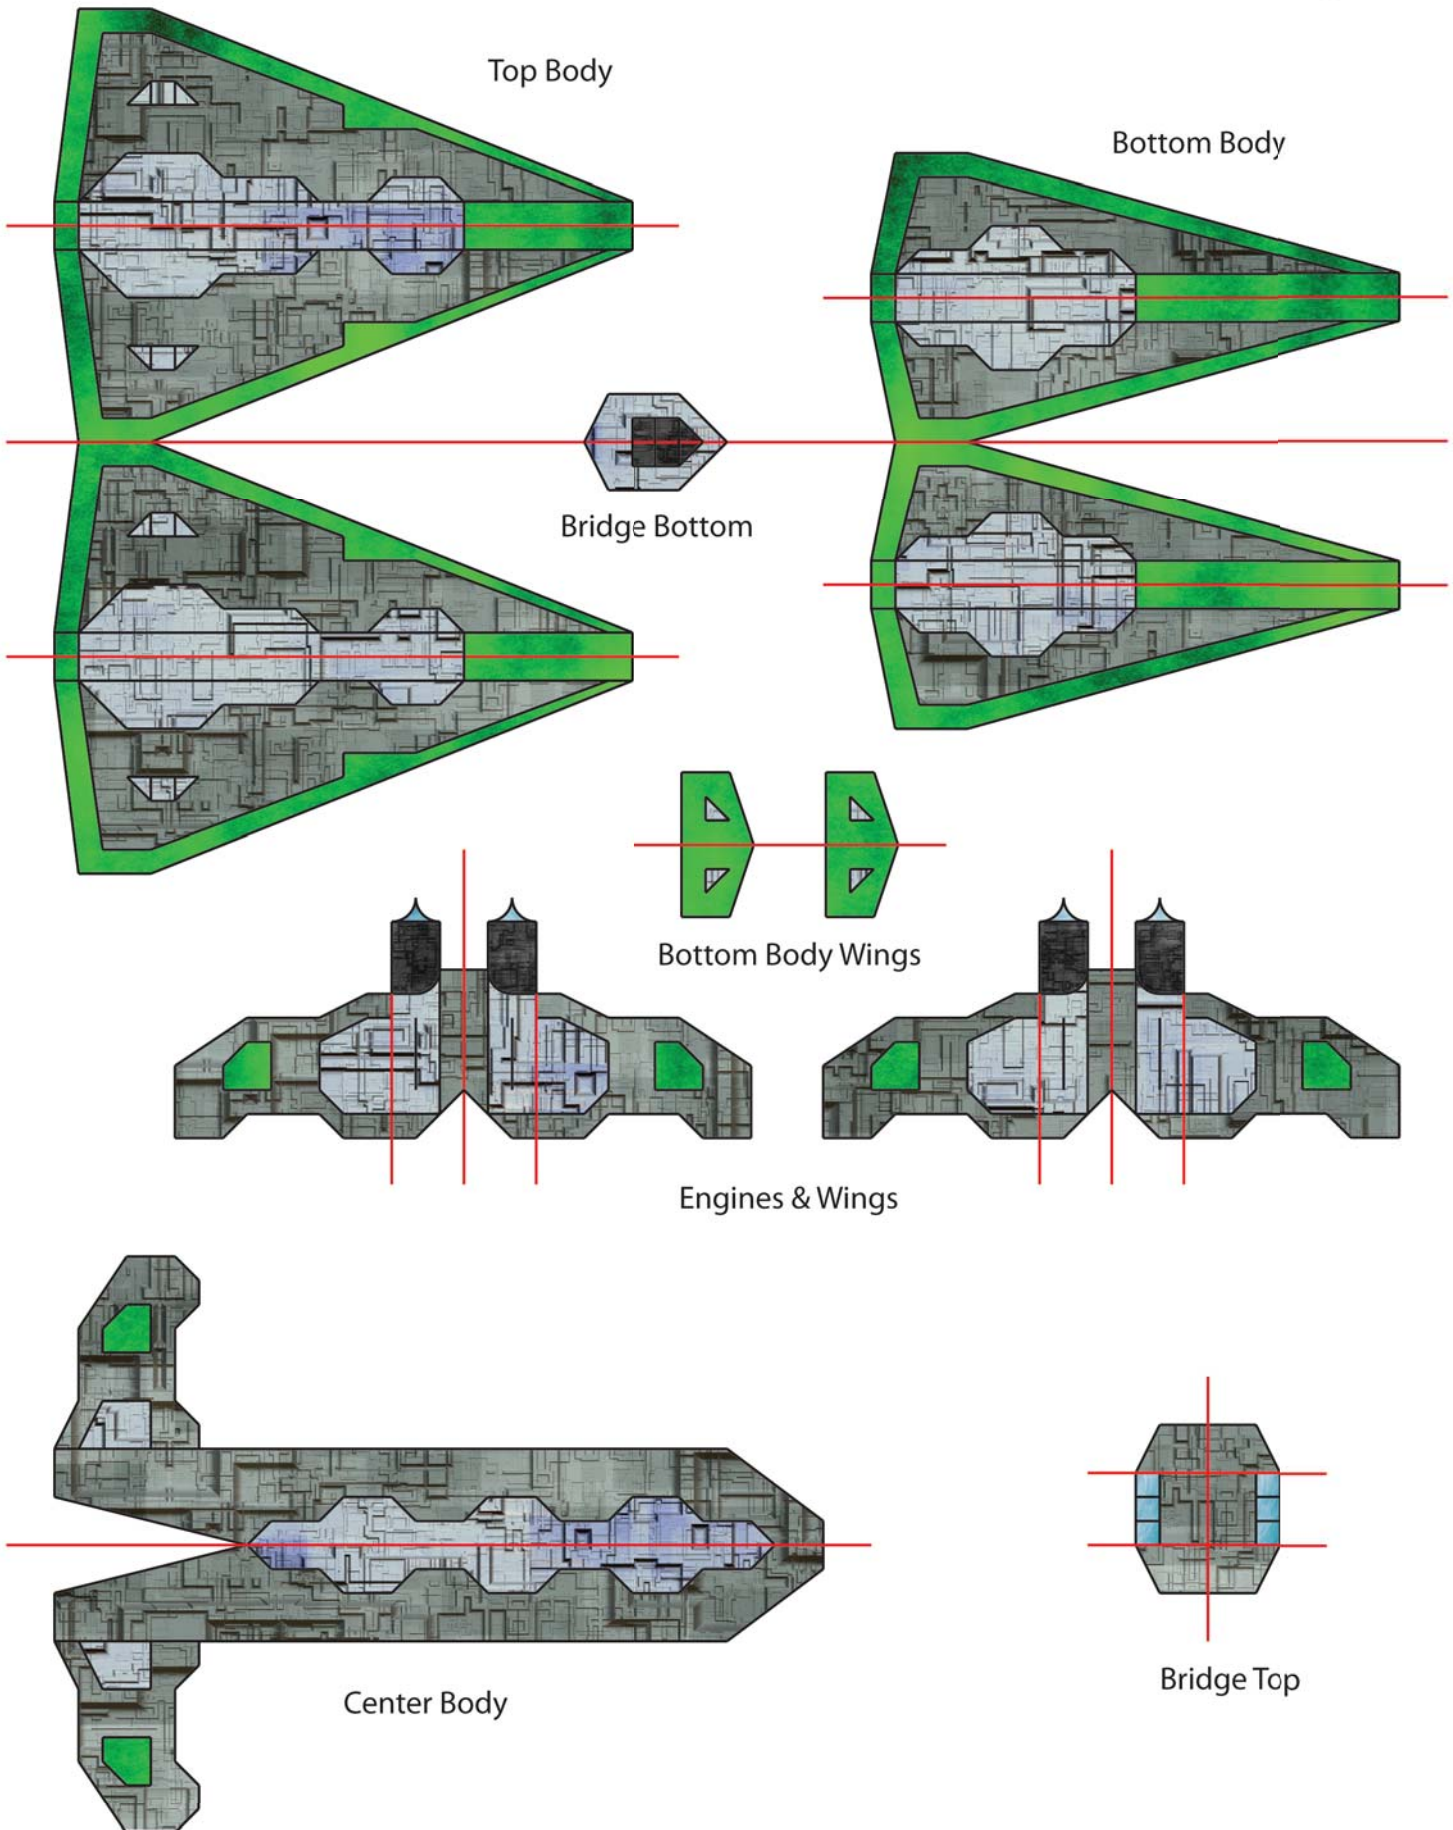 Top Body
Bottom Body
Bridge Bottom
Bottom Body Wings
Engines & Wings
Center Body
Bridge Top